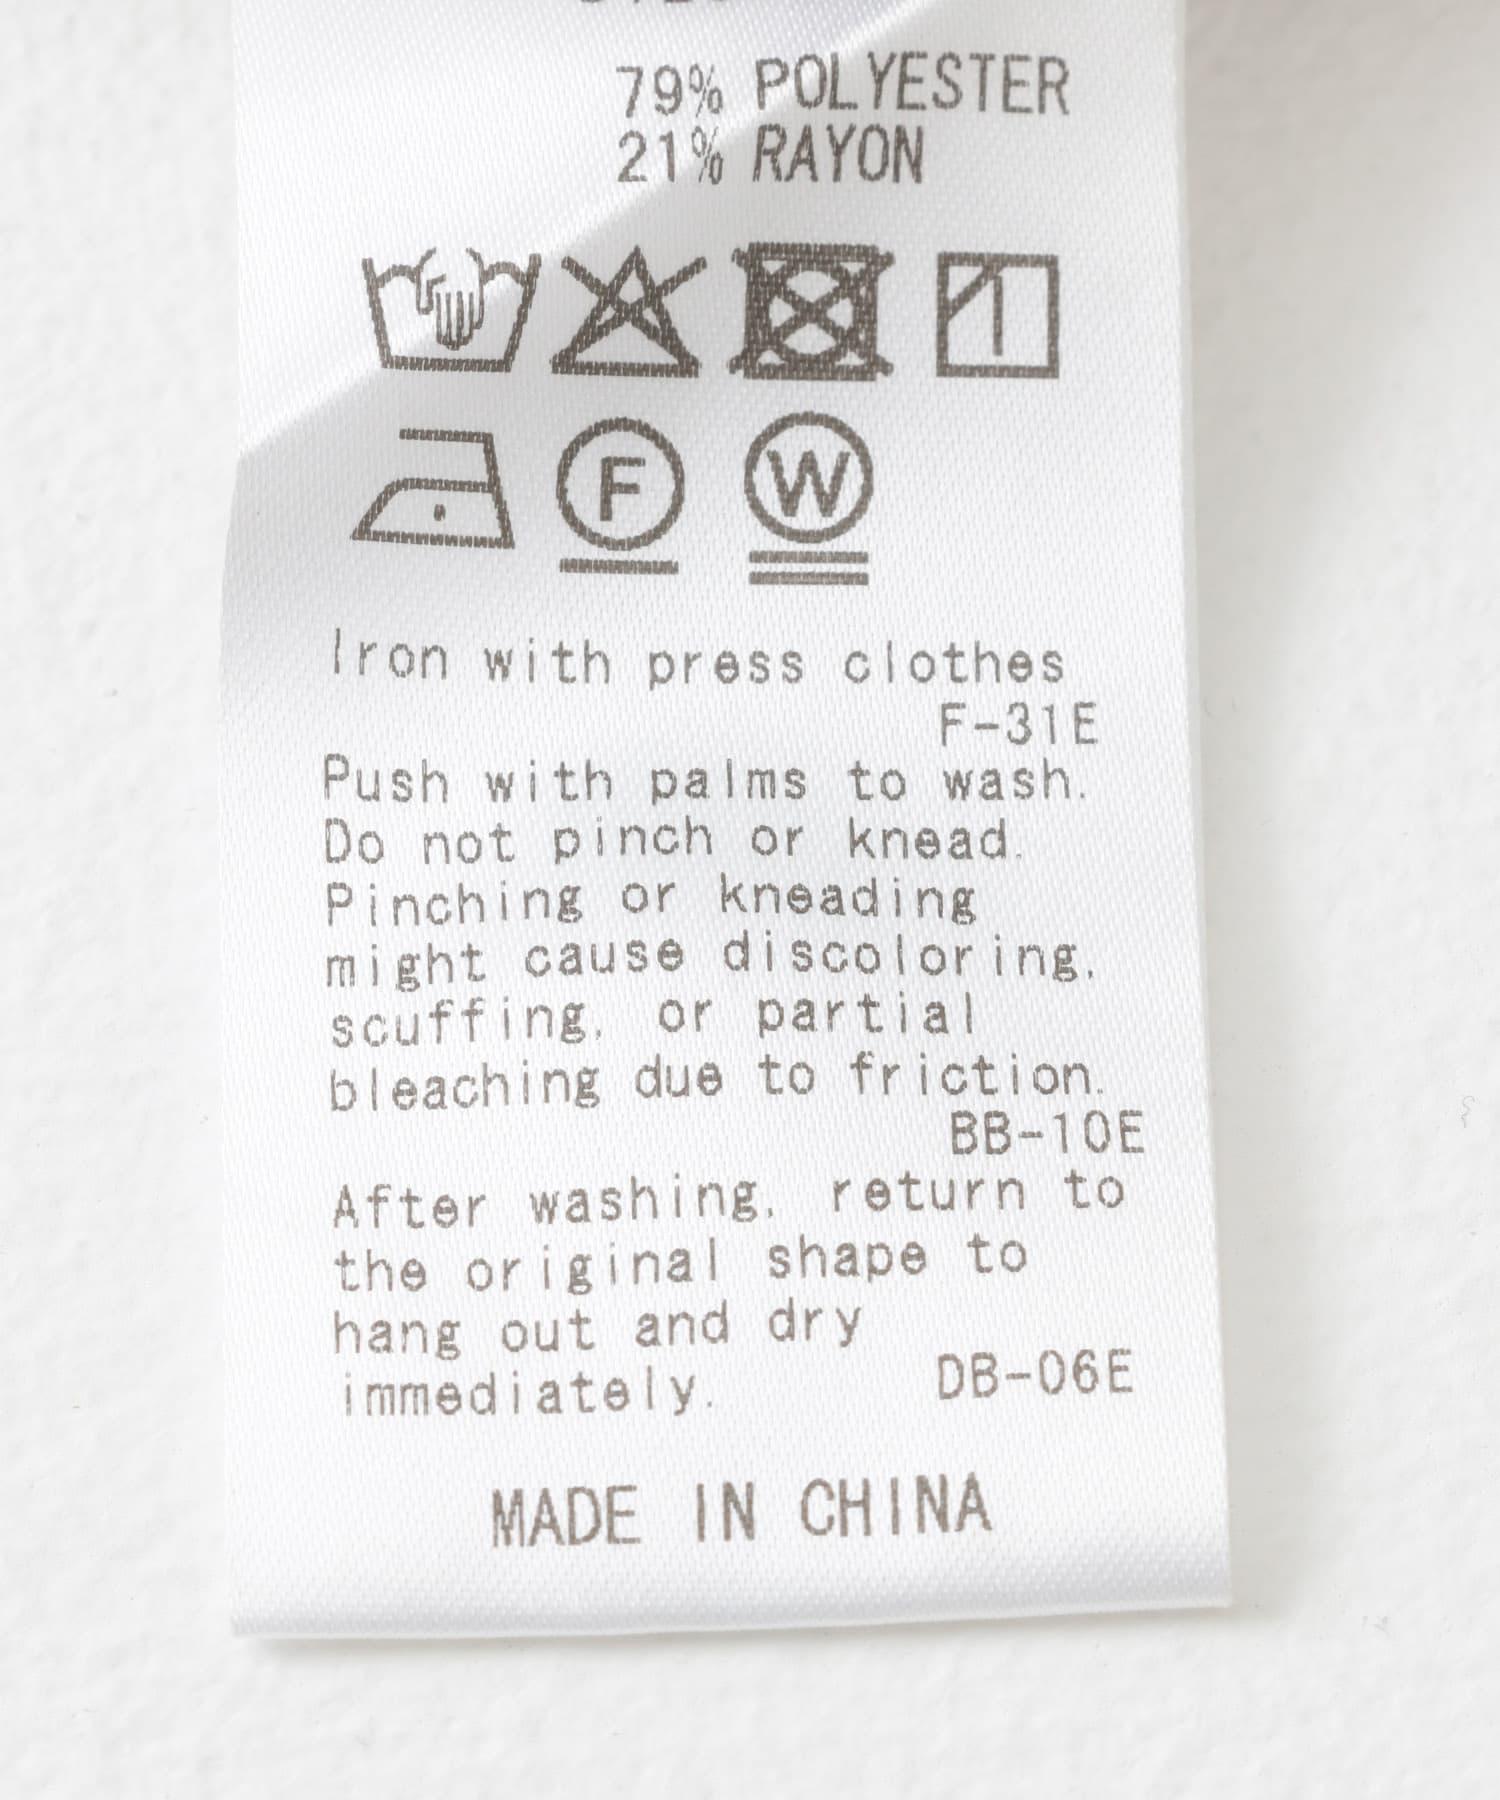 79% POLYESTER
21% RAYON
F
W
Iron with press clothes
F-31E
Push with palms to wash.
Do not pinch or knead.
Pinching or kneading
might cause discoloring,
scuffing, or partial
bleaching due to friction.
BB-10E
After washing, return to
the original shape to
hang out and dry
immediately.
DB-06E
MADE IN CHINA